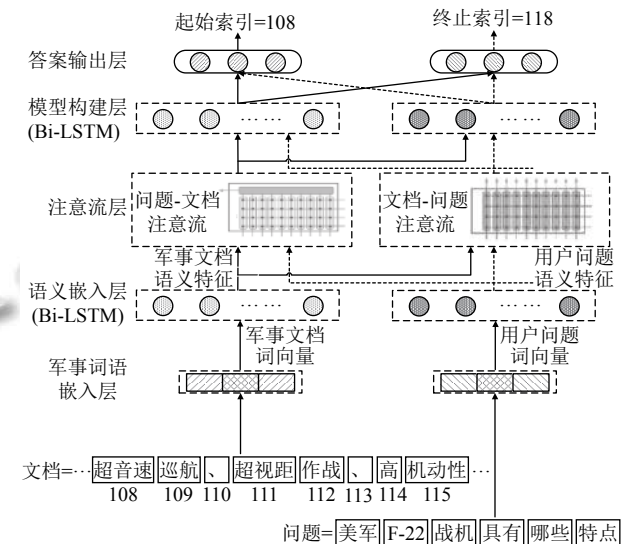 起始索引=108
终止索引=118
答案输出层
模型构建层
(Bi-LSTM)
…… ……
注意流层
问题-文档
注意流
文档-问题
注意流
军事文档
语义特征
用户问题
语义特征
语义嵌入层
(Bi-LSTM)
…… ……
军事文档
词向量
用户问题
词向量
军事词语
嵌入层
文档=…超音速 巡航 、 超视距 作战 、 高 机动性…
108 109 110 111 112 113 114 115
问题=美军 F-22 战机 具有 哪些 特点